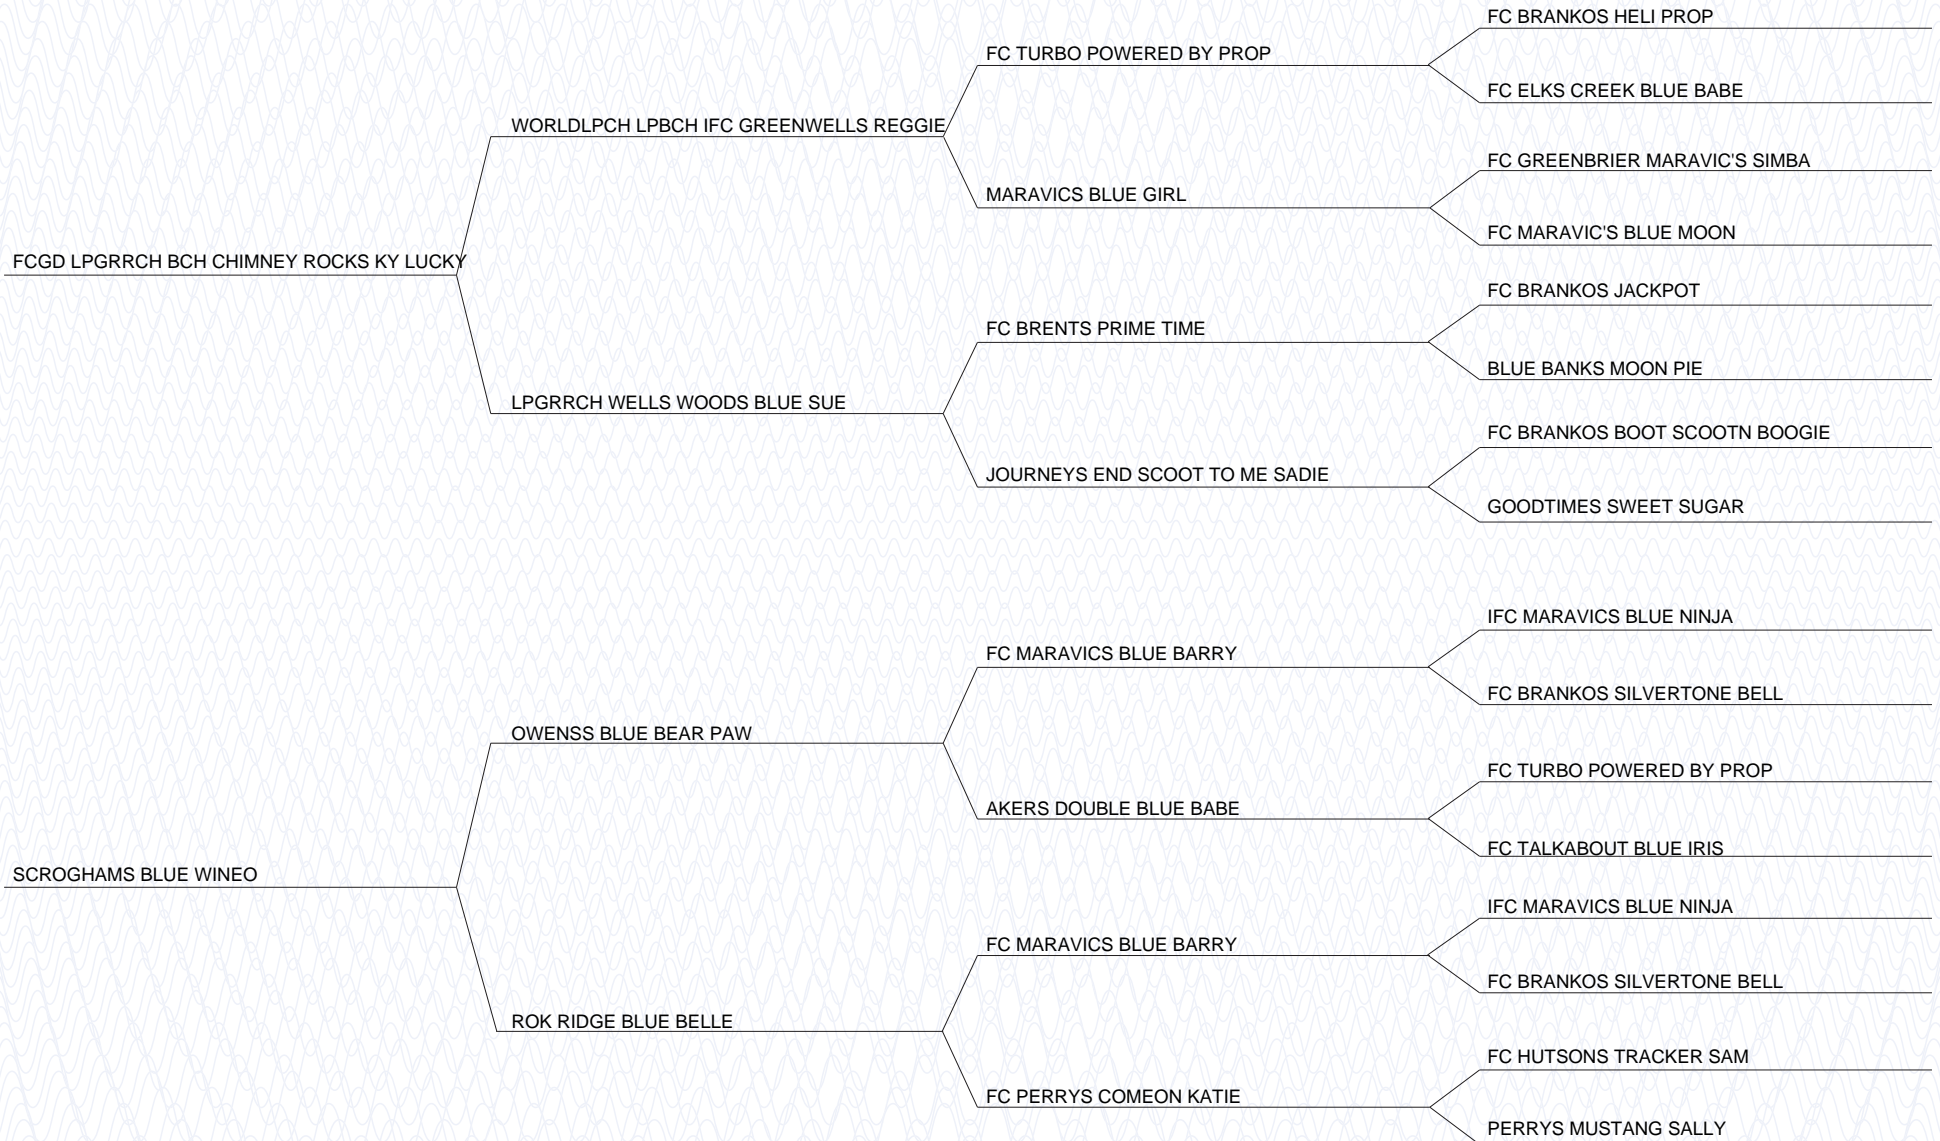 FC BRANKOS HELI PROP
FC TURBO POWERED BY PROP
FC ELKS CREEK BLUE BABE
WORLDLPCH LPBCH IFC GREENWELLS REGGIE
FC GREENBRIER MARAVIC'S SIMBA
MARAVICS BLUE GIRL
FC MARAVIC'S BLUE MOON
FCGD LPGRRCH BCH CHIMNEY ROCKS KY LUCKY
FC BRANKOS JACKPOT
FC BRENTS PRIME TIME
BLUE BANKS MOON PIE
LPGRRCH WELLS WOODS BLUE SUE
FC BRANKOS BOOT SCOOTN BOOGIE
JOURNEYS END SCOOT TO ME SADIE
GOODTIMES SWEET SUGAR
IFC MARAVICS BLUE NINJA
FC MARAVICS BLUE BARRY
FC BRANKOS SILVERTONE BELL
OWENSS BLUE BEAR PAW
FC TURBO POWERED BY PROP
AKERS DOUBLE BLUE BABE
FC TALKABOUT BLUE IRIS
SCROGHAMS BLUE WINEO
IFC MARAVICS BLUE NINJA
FC MARAVICS BLUE BARRY
FC BRANKOS SILVERTONE BELL
ROK RIDGE BLUE BELLE
FC HUTSONS TRACKER SAM
FC PERRYS COMEON KATIE
PERRYS MUSTANG SALLY